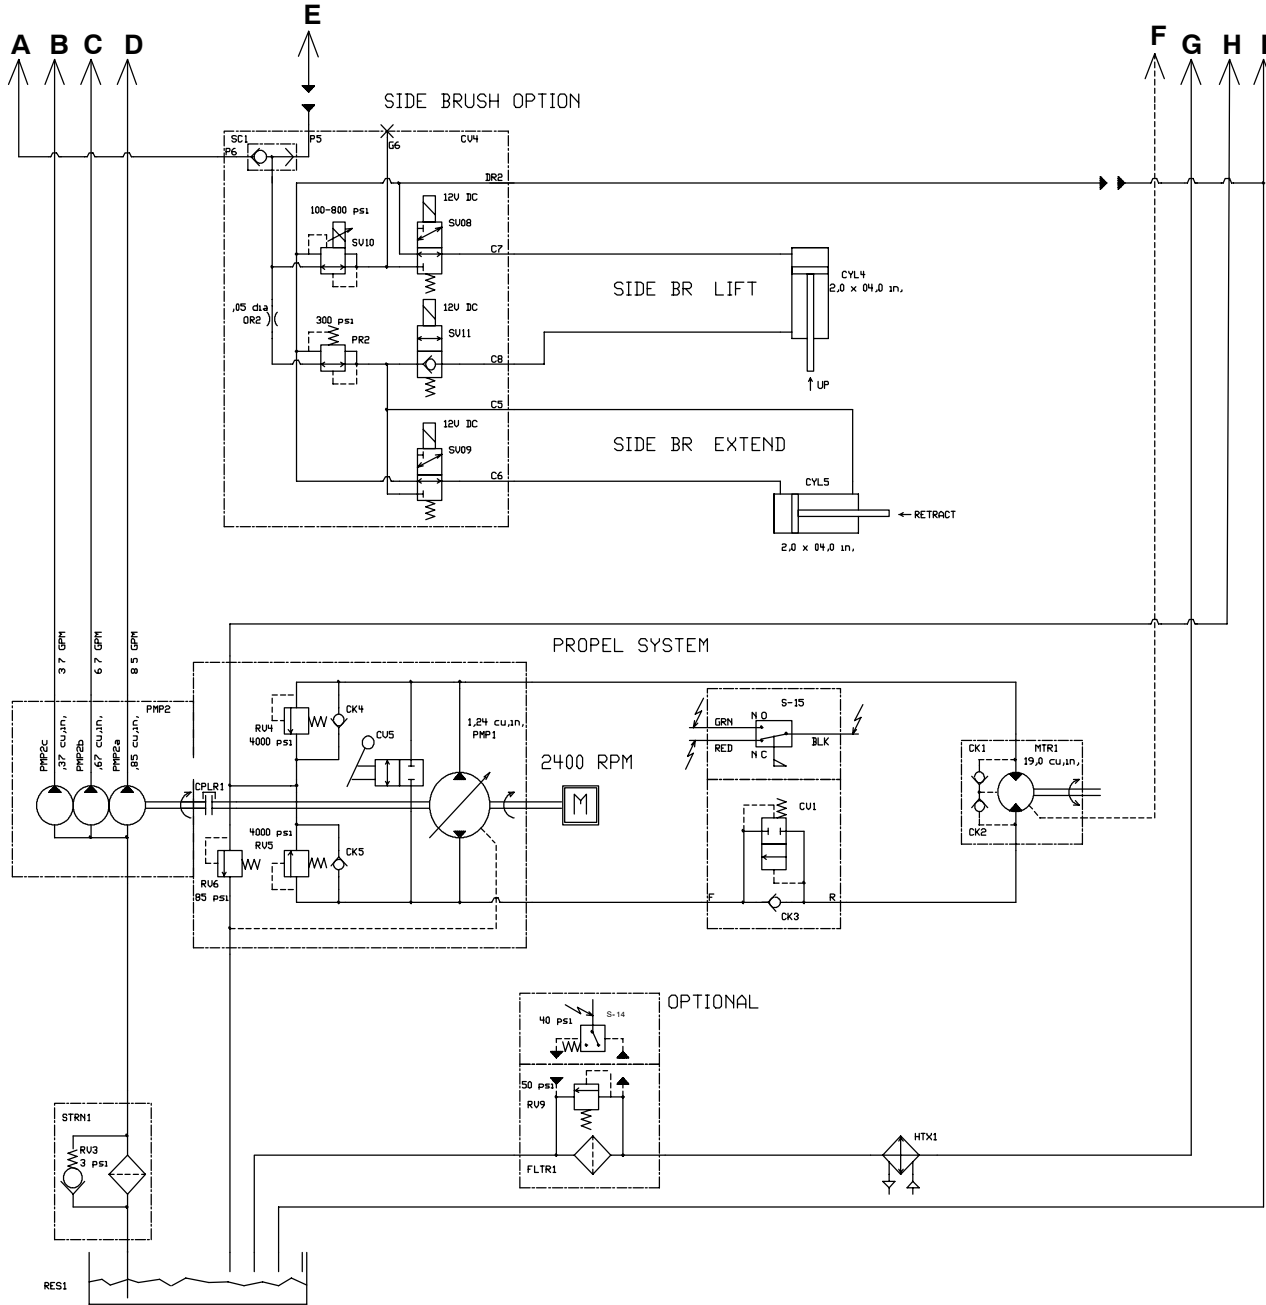 E
A B C D
F G H I
SIDE BRUSH OPTION
SC1
P5
P6
G6
CV4
DR2
12V DC
SV08
100-800 psi
SV10
C7
CYL4
2,0 x 04,0 in,
SIDE BR LIFT
,05 dia
OR2
300 psi
PR2
12V DC
SV11
C8
UP
C5
12V DC
SV09
SIDE BR EXTEND
C6
CYL5
RETRACT
2,0 x 04,0 in,
3 7 GPM
6 7 GPM
8 5 GPM
PROPEL SYSTEM
PMP2
PMP2c
,37 cu,in,
PMP2b
,67 cu,in,
PMP2a
,85 cu,in,
RV4
4000 psi
CK4
CV5
1,24 cu,in,
PMP1
2400 RPM
M
CPLR1
4000 psi
RV5
CK5
RV6
85 psi
S-15
N O
GRN
RED
N C
BLK
CV1
F
R
CK3
CK1
MTR1
19,0 cu,in,
CK2
OPTIONAL
40 psi
S-14
50 psi
RV9
FLTR1
HTX1
STRN1
RV3
3 psi
RES1